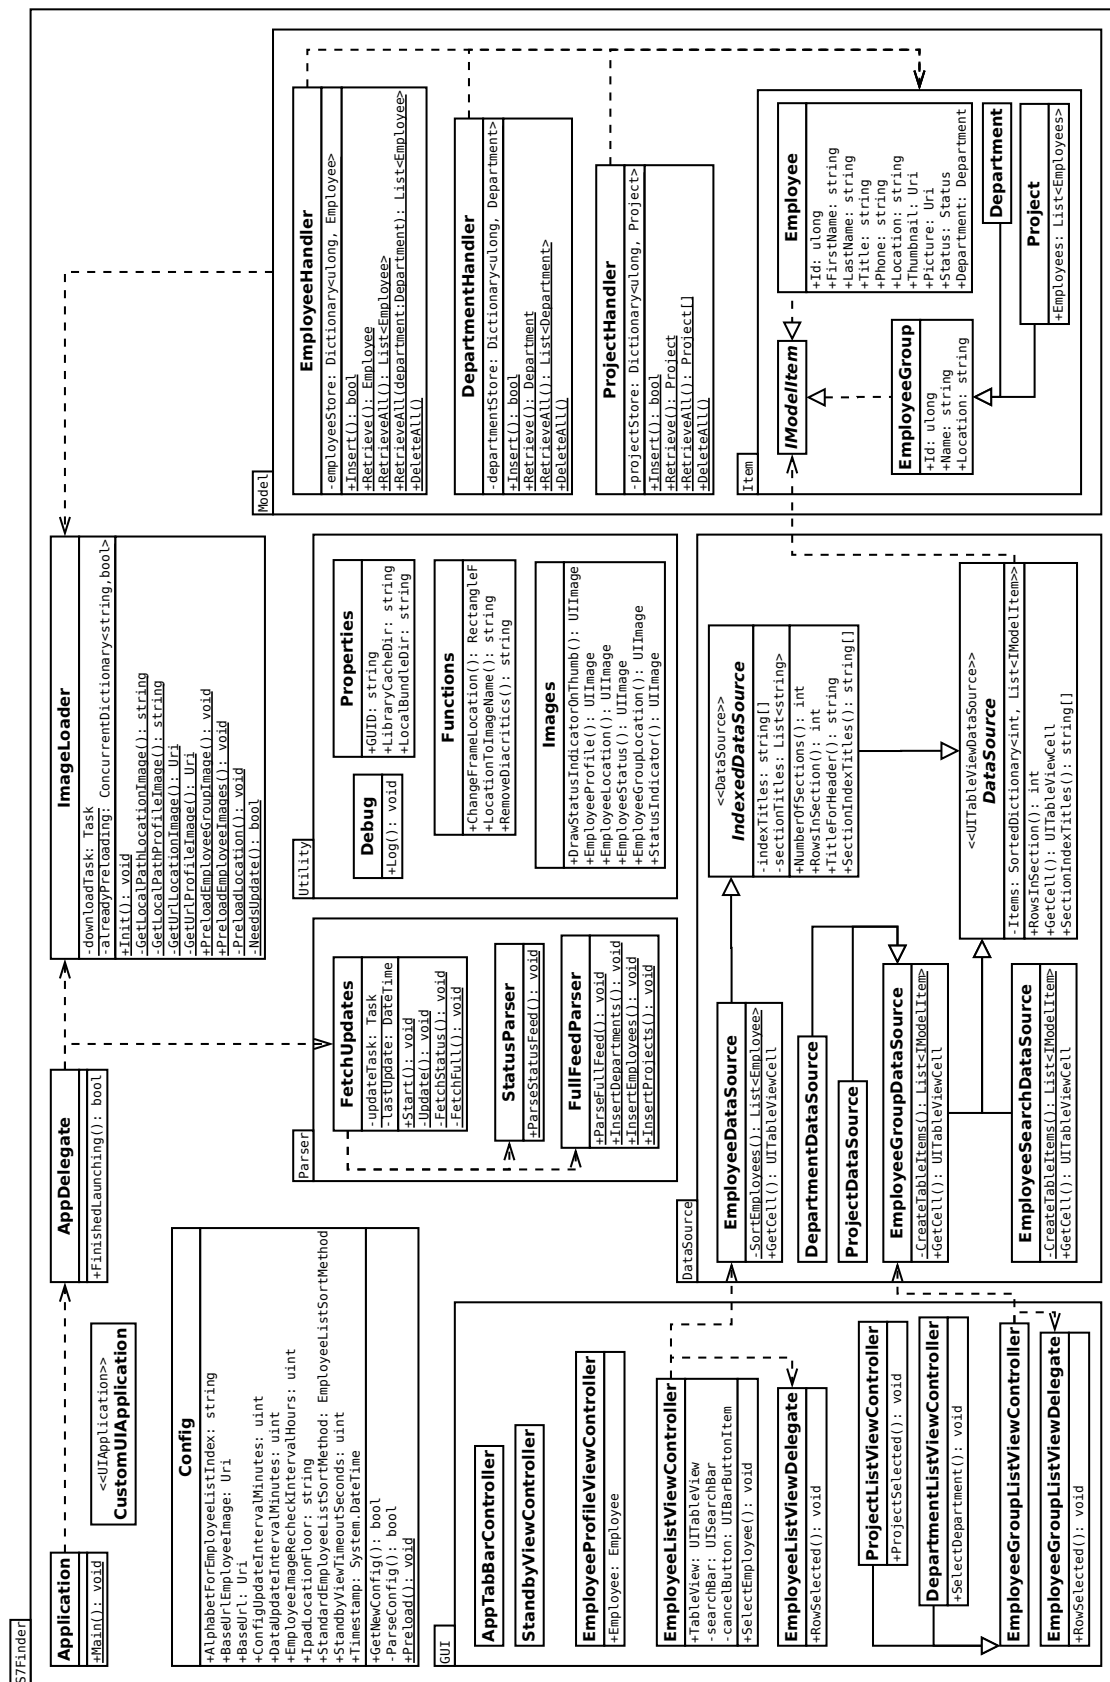 S7Finder
Application
+Main(): void
<<UIApplication>>
CustomUIApplication
AppDelegate
+FinishedLaunching(): bool
ImageLoader
-downloadTask: Task
-alreadyPreloading: ConcurrentDictionary<string,bool>
+Init(): void
-GetLocalPathLocationImage(): string
-GetLocalPathProfileImage(): string
-GetUrlLocationImage(): Uri
-GetUrlProfileImage(): Uri
+PreloadEmployeeGroupImage(): void
+PreloadEmployeeImages(): void
-PreloadLocation(): void
-NeedsUpdate(): bool
Config
+AlphabetForEmployeeListIndex: string
+BaseUrlEmployeeImage: Uri
+BaseUrl: Uri
+ConfigUpdateIntervalMinutes: uint
+DataUpdateIntervalMinutes: uint
+EmployeeImageRecheckIntervalHours: uint
+IpadLocationFloor: string
+StandardEmployeeListSortMethod: EmployeeListSortMethod
+StandbyViewTimeoutSeconds: uint
+Timestamp: System.DateTime
+GetNewConfig(): bool
-ParseConfig(): bool
+Preload(): void
Parser
FetchUpdates
-updateTask: Task
-lastUpdate: DateTime
+Start(): void
-Update(): void
-FetchStatus(): void
-FetchFull(): void
StatusParser
+ParseStatusFeed(): void
FullFeedParser
+ParseFullFeed(): void
+InsertDepartments(): void
+InsertEmployees(): void
+InsertProjects(): void
Utility
Debug
+Log(): void
Properties
+GUID: string
+LibraryCacheDir: string
+LocalBundleDir: string
Functions
+ChangeFrameLocation(): RectangleF
+LocationToImageName(): string
+RemoveDiacritics(): string
Images
+DrawStatusIndicatorOnThumb(): UIImage
+EmployeeProfile(): UIImage
+EmployeeLocation(): UIImage
+EmployeeStatus(): UIImage
+EmployeeGroupLocation(): UIImage
+StatusIndicator(): UIImage
Model
EmployeeHandler
-employeeStore: Dictionary<ulong, Employee>
+Insert(): bool
+Retrieve(): Employee
+RetrieveAll(): List<Employee>
+RetrieveAll(department:Department): List<Employee>
+DeleteAll()
DepartmentHandler
-departmentStore: Dictionary<ulong, Department>
+Insert(): bool
+Retrieve(): Department
+RetrieveAll(): List<Department>
+DeleteAll()
ProjectHandler
-projectStore: Dictionary<ulong, Project>
+Insert(): bool
+Retrieve(): Project
+RetrieveAll(): Project[]
+DeleteAll()
Item
IModelItem
Employee
+Id: ulong
+FirstName: string
+LastName: string
+Title: string
+Phone: string
+Location: string
+Thumbnail: Uri
+Picture: Uri
+Status: Status
+Department: Department
EmployeeGroup
+Id: ulong
+Name: string
+Location: string
Department
Project
+Employees: List<Employees>
GUI
AppTabBarController
StandbyViewController
EmployeeProfileViewController
+Employee: Employee
EmployeeListViewController
+TableView: UITableView
-searchBar: UISearchBar
-cancelButton: UIBarButtonItem
+SelectEmployee(): void
EmployeeListViewDelegate
+RowSelected(): void
ProjectListViewController
+ProjectSelected(): void
DepartmentListViewController
+SelectDepartment(): void
EmployeeGroupListViewController
EmployeeGroupListViewDelegate
+RowSelected(): void
DataSource
EmployeeDataSource
-SortEmployees(): List<Employee>
+GetCell(): UITableViewCell
DepartmentDataSource
ProjectDataSource
EmployeeGroupDataSource
-CreateTableItems(): List<IModelItem>
+GetCell(): UITableViewCell
EmployeeSearchDataSource
-CreateTableItems(): List<IModelItem>
+GetCell(): UITableViewCell
<<DataSource>>
IndexedDataSource
-indexTitles: string[]
-sectionTitles: List<string>
+NumberOfSections(): int
+RowsInSection(): int
+TitleForHeader(): string
+SectionIndexTitles(): string[]
<<UITableViewDataSource>>
DataSource
-Items: SortedDictionary<int, List<IModelItem>>
+RowsInSection(): int
+GetCell(): UITableViewCell
+SectionIndexTitles(): string[]